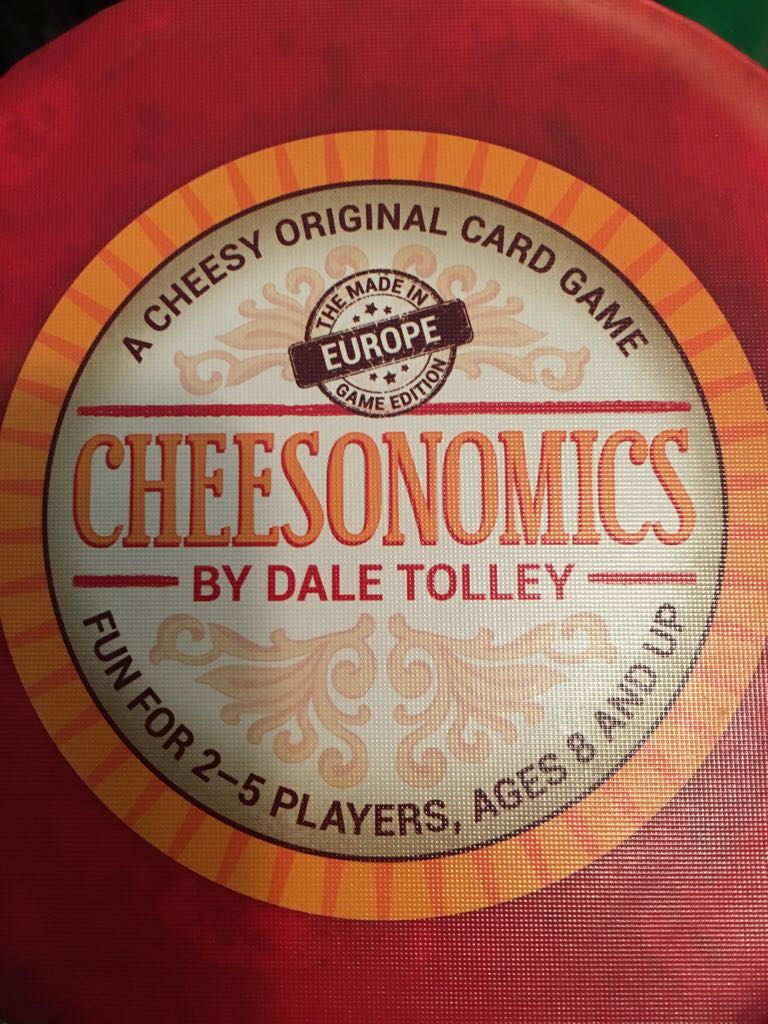 A CHEESY ORIGINAL CARD GAME
THE MADE IN
EUROPE
GAME EDITION
CHEESONOMICS
BY DALE TOLLEY
FUN FOR 2–5 PLAYERS, AGES 8 AND UP